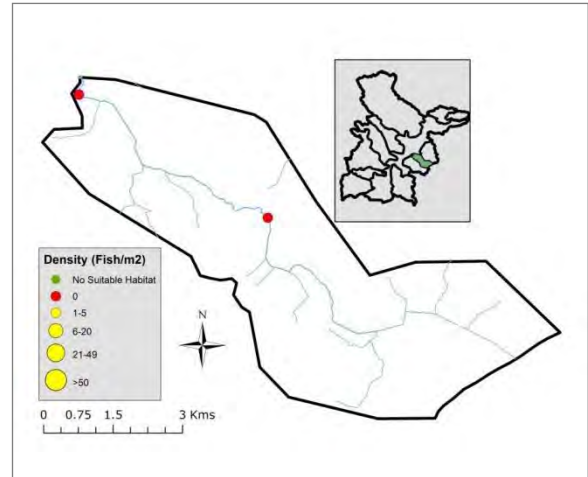 Density (Fish/m2)
No Suitable Habitat
0
1-5
6-20
21-49
>50
N
0 0.75 1.5 3 Kms